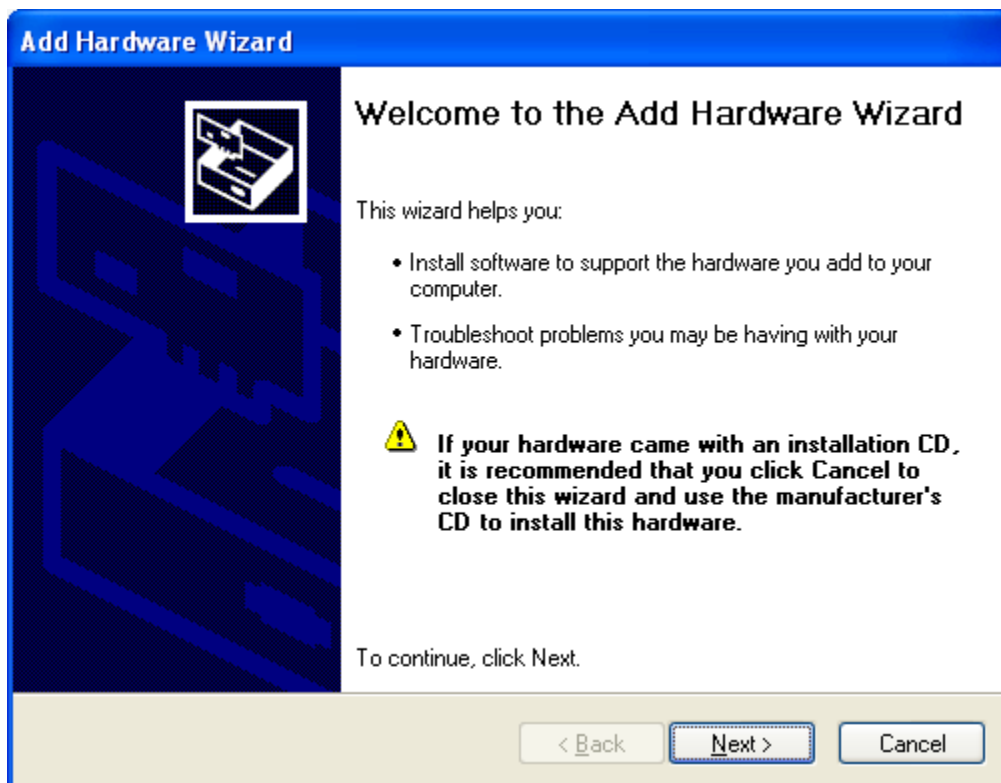 Add Hardware Wizard
Welcome to the Add Hardware Wizard
This wizard helps you:
• Install software to support the hardware you add to your
computer.
• Troubleshoot problems you may be having with your
hardware.
If your hardware came with an installation CD,
it is recommended that you click Cancel to
close this wizard and use the manufacturer's
CD to install this hardware.
To continue, click Next.
< Back Next > Cancel